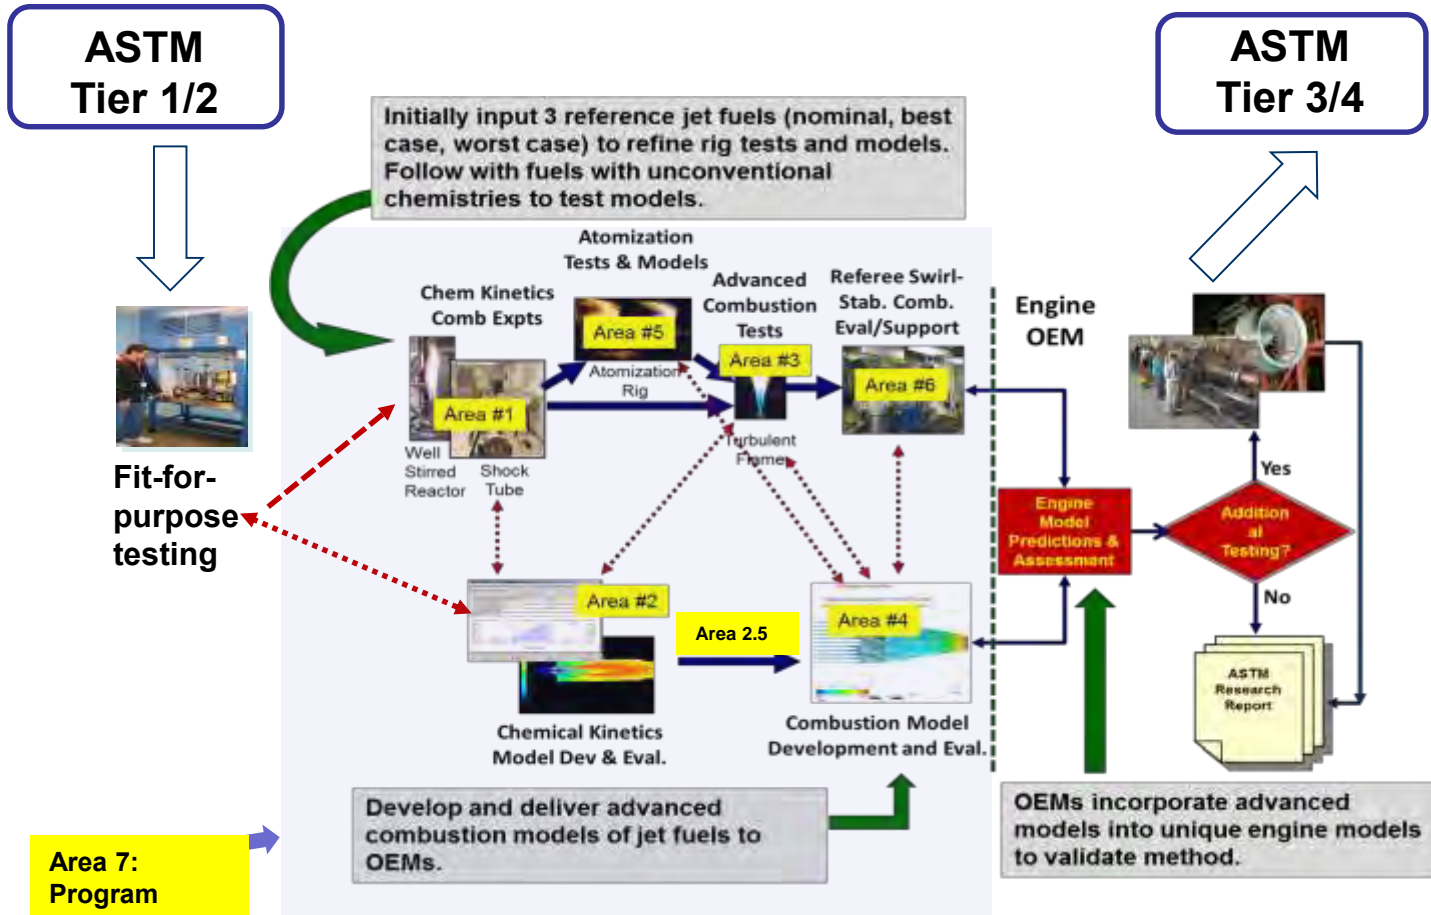 ASTM
Tier 1/2
ASTM
Tier 3/4
Initially input 3 reference jet fuels (nominal, best
case, worst case) to refine rig tests and models.
Follow with fuels with unconventional
chemistries to test models.
Atomization
Tests & Models
Chem Kinetics
Comb Expts
Advanced
Combustion
Tests
Referee Swirl-
Stab. Comb.
Eval/Support
Engine
OEM
Area #5
Area #3
Area #6
Area #1
Atomization
Rig
Well
Stirred
Reactor
Shock
Tube
Turbulent
Flame
Fit-for-
purpose
testing
Engine
Model
Predictions &
Assessment
Yes
Addition
al
Testing?
No
Area #2
Area 2.5
Area #4
ASTM
Research
Report
Chemical Kinetics
Model Dev & Eval.
Combustion Model
Development and Eval.
Develop and deliver advanced
combustion models of jet fuels to
OEMs.
OEMs incorporate advanced
models into unique engine models
to validate method.
Area 7:
Program